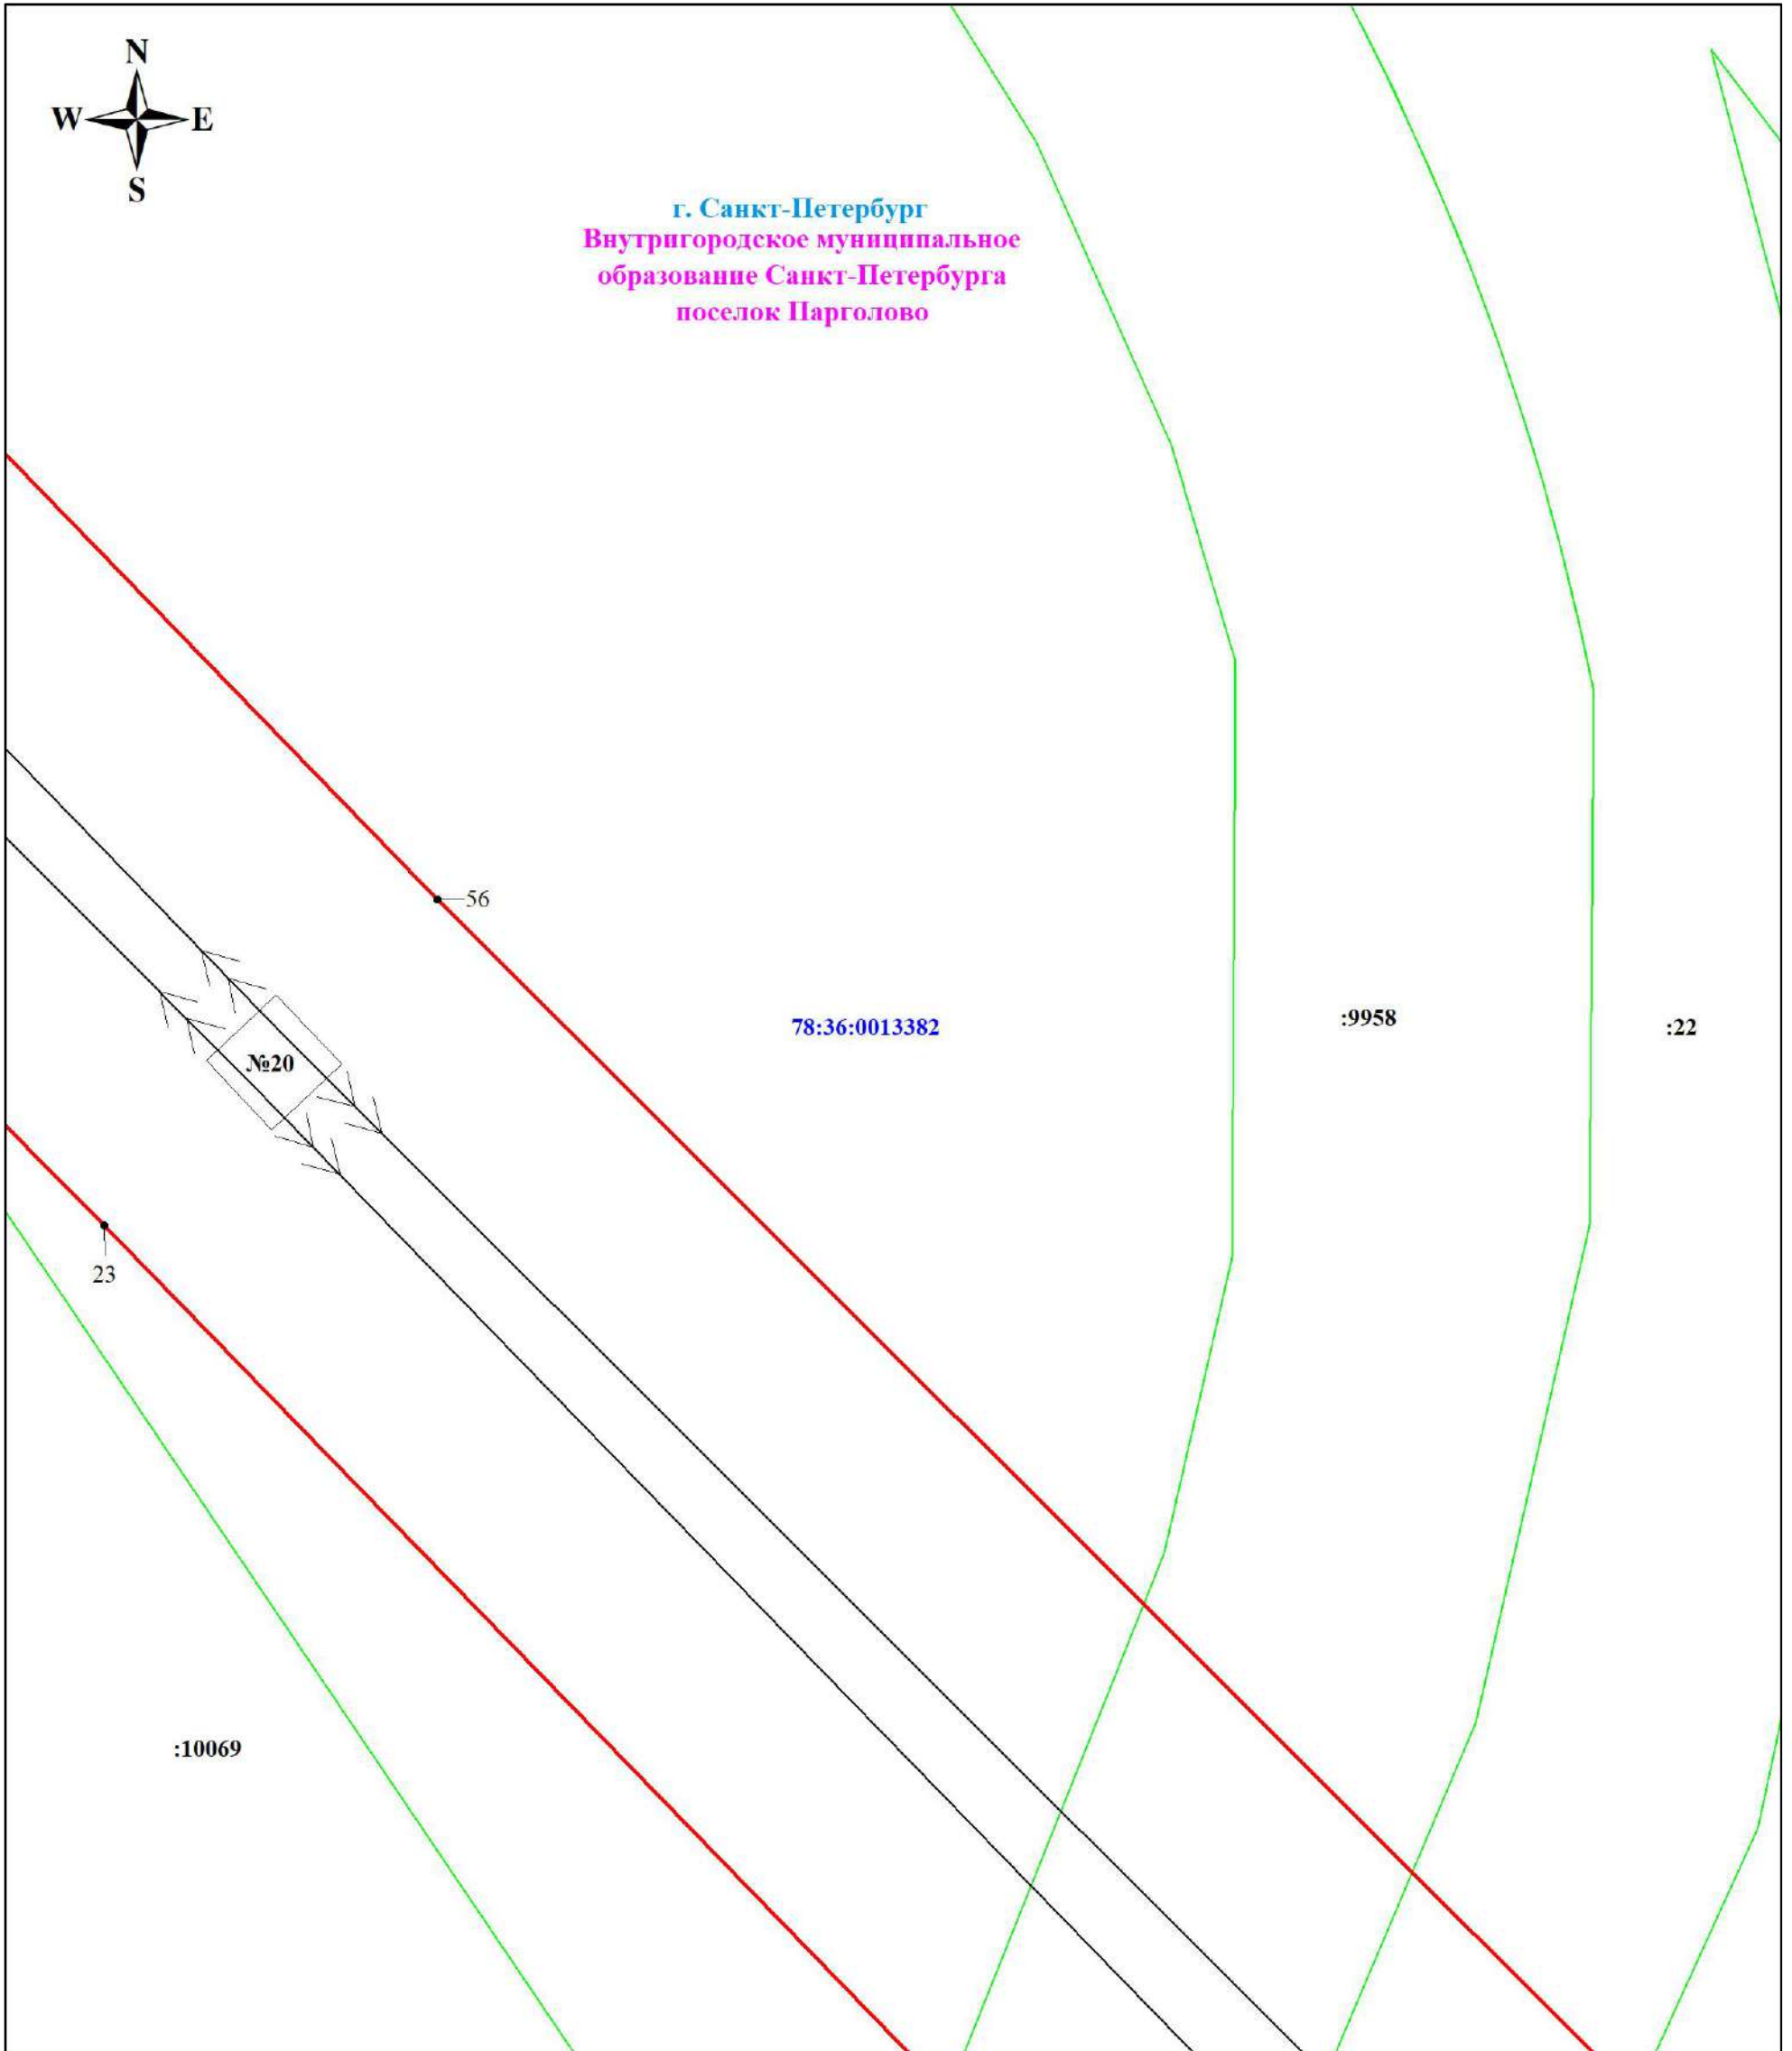 N
W E
S
г. Санкт-Петербург
Внутригородское муниципальное
образование Санкт-Петербурга
поселок Парголово
56
78:36:0013382
:9958
:22
№20
23
:10069